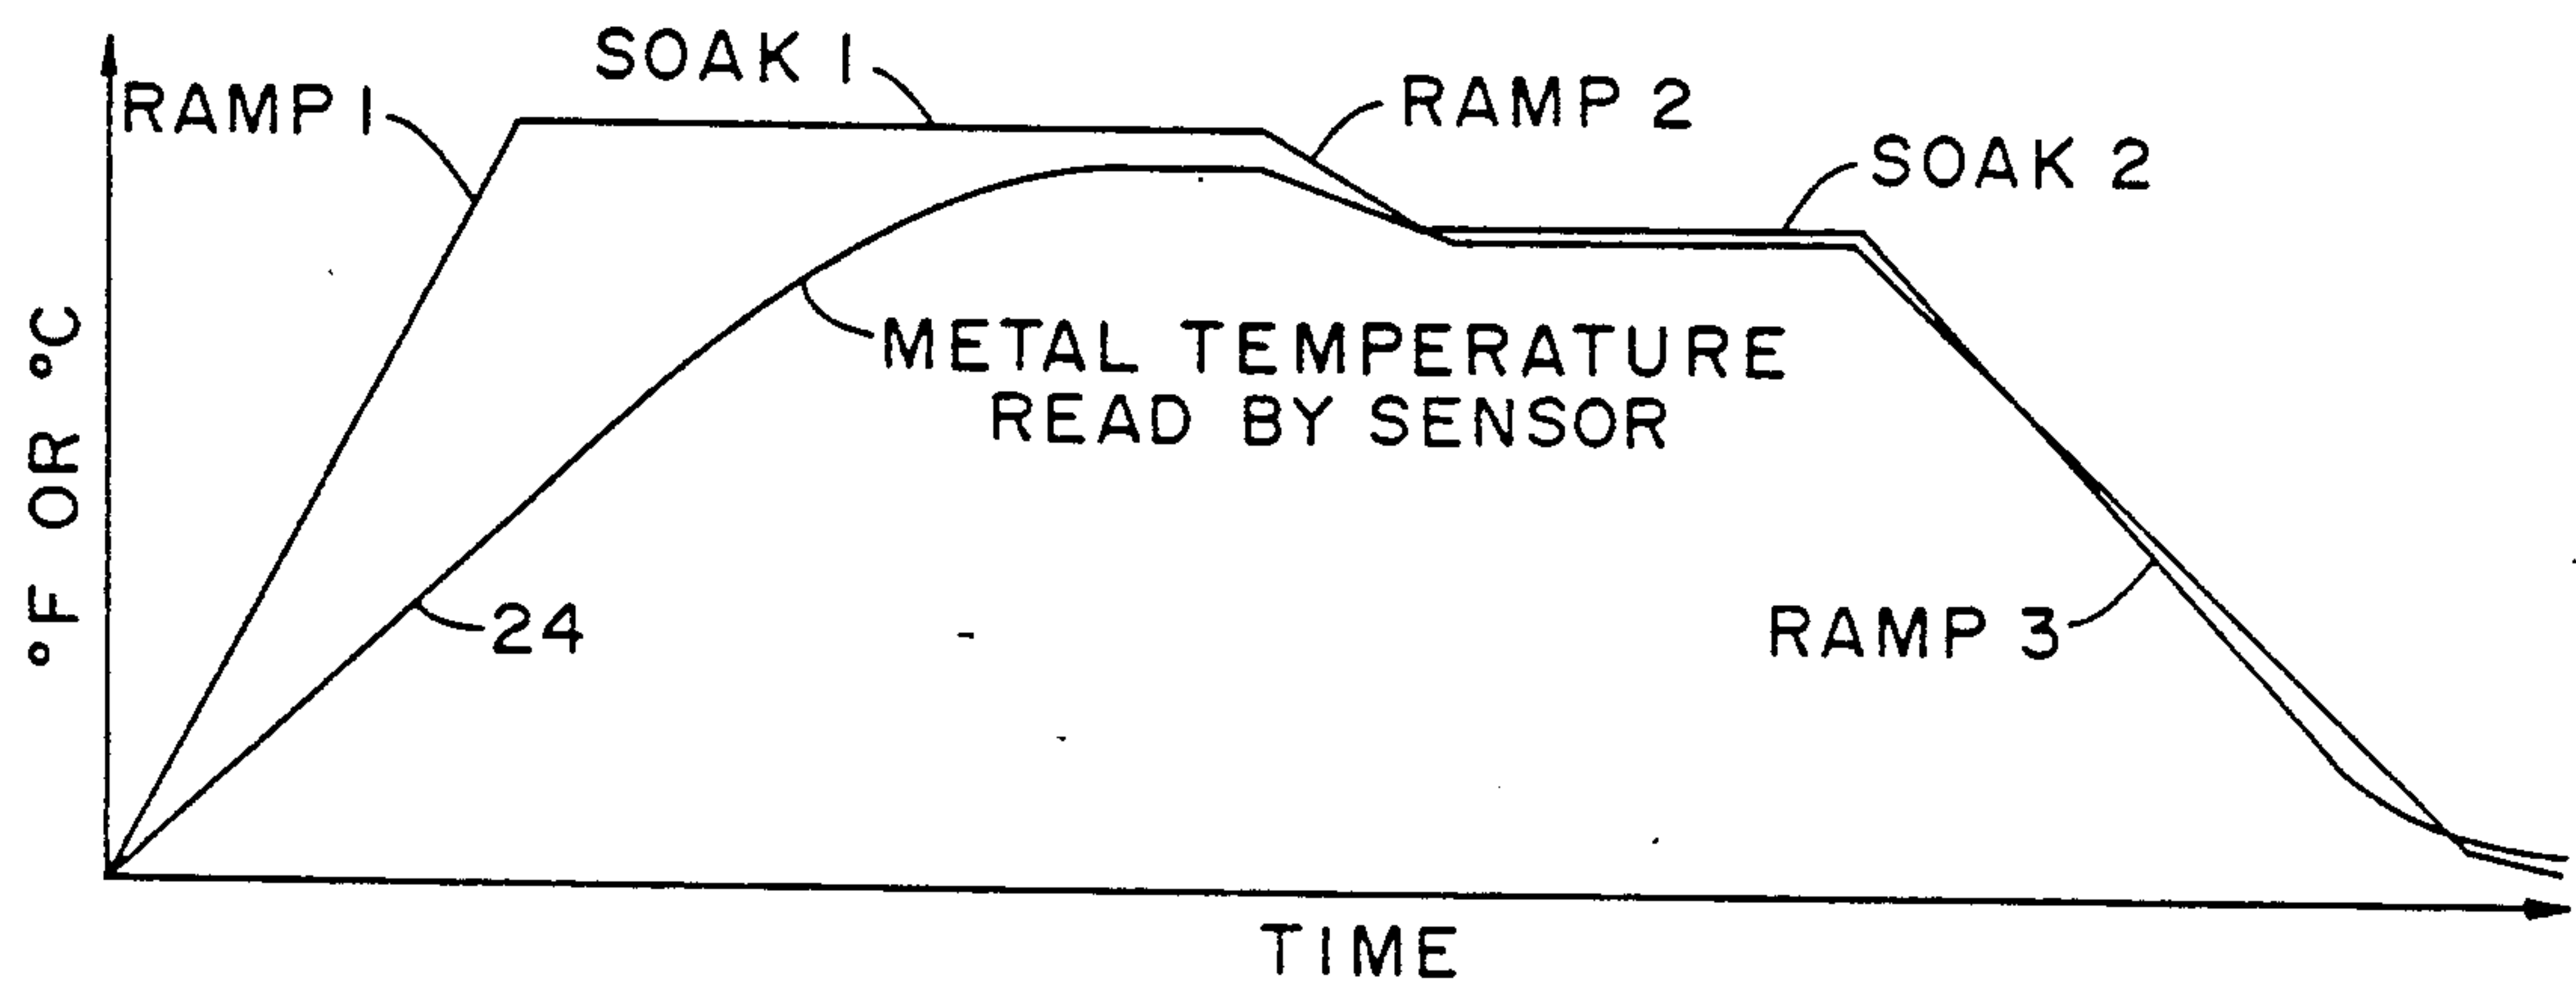 SOAK 1
RAMP 1
RAMP 2
SOAK 2
METAL TEMPERATURE
READ BY SENSOR
°F OR °C
24
RAMP 3
TIME